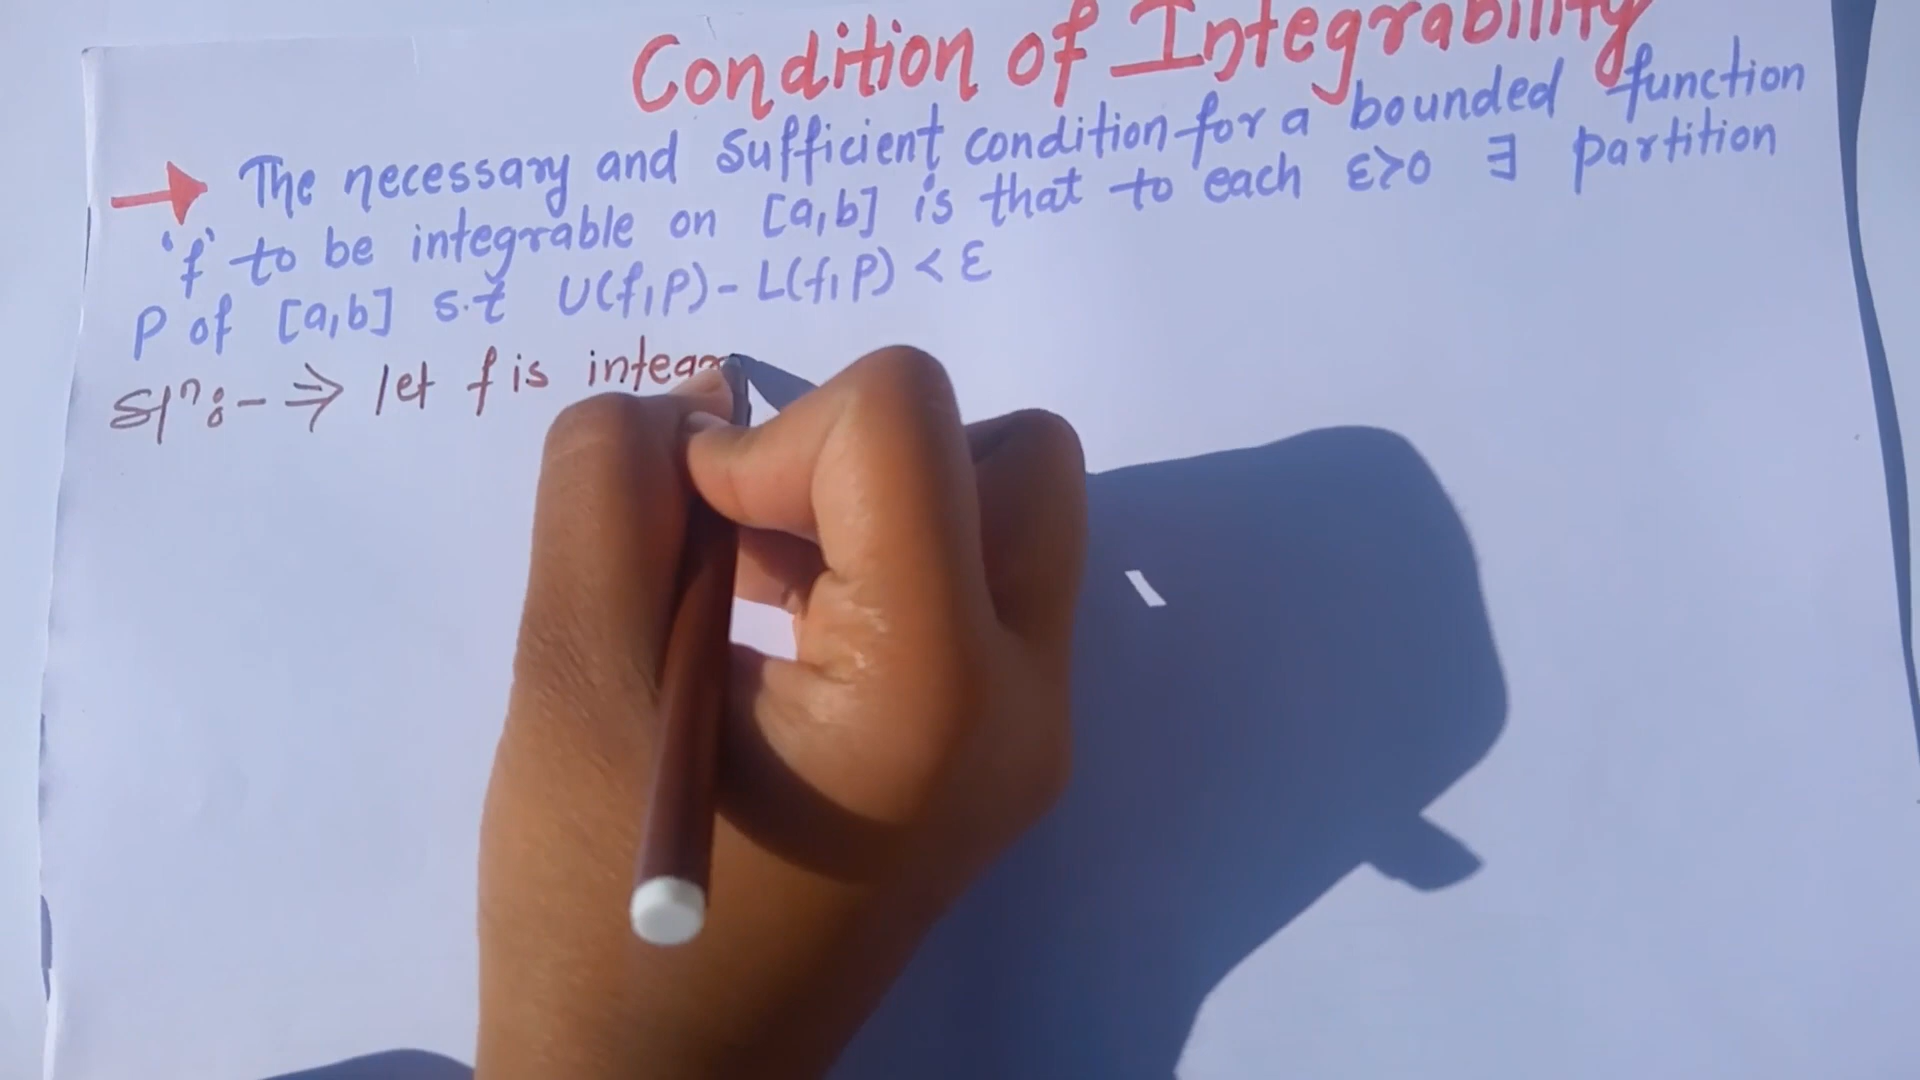 Condition of Integrability
The necessary and sufficient condition for a bounded function
'f' to be integrable on [a,b] is that to each ε>0 ∃ partition
P of [a,b] s.t U(f,P)-L(f,P) < ε
Slⁿ:- ⇒ let f is integr